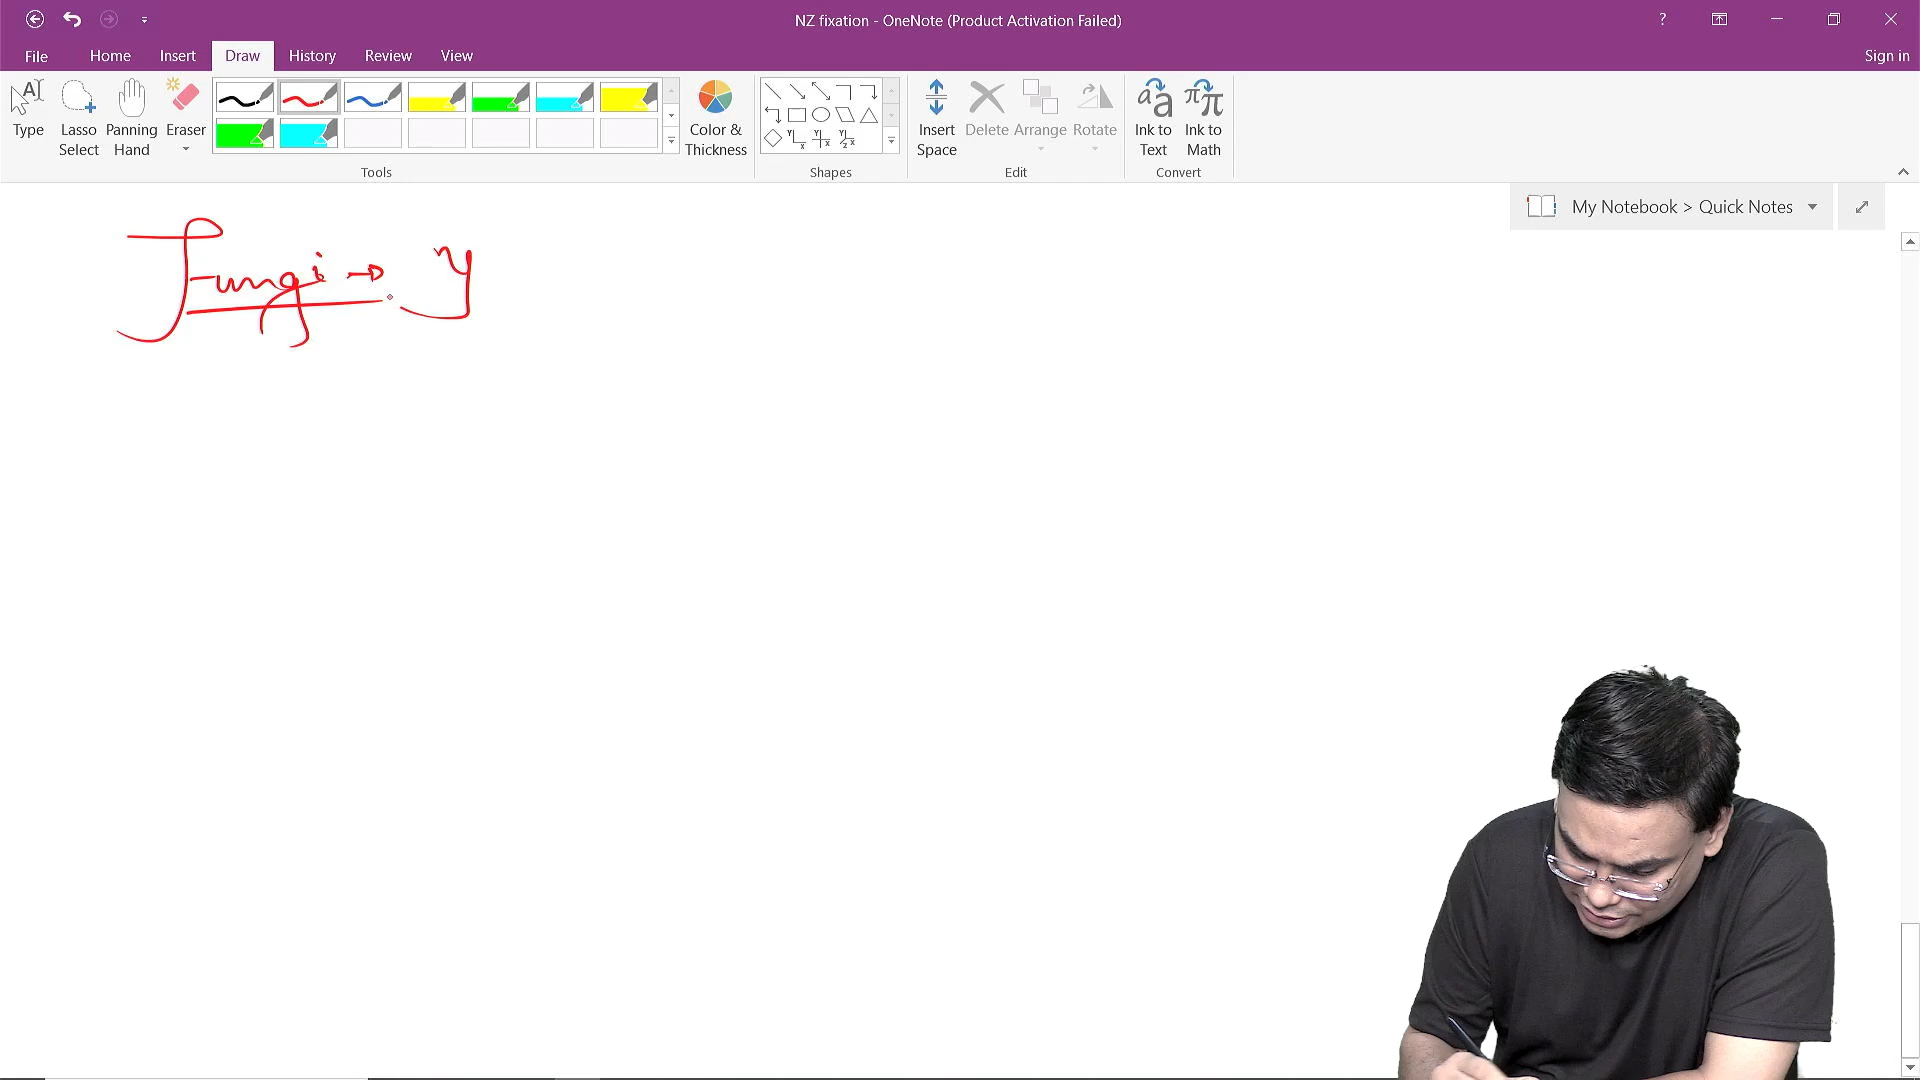 NZ fixation - OneNote (Product Activation Failed)
?
File Home Insert Draw History Review View
Sign in
Type
Lasso Select
Panning Hand
Eraser
Color & Thickness
Insert Space
Delete
Arrange
Rotate
Ink to Text
Ink to Math
Tools
Shapes
Edit
Convert
My Notebook > Quick Notes
Fungi → y